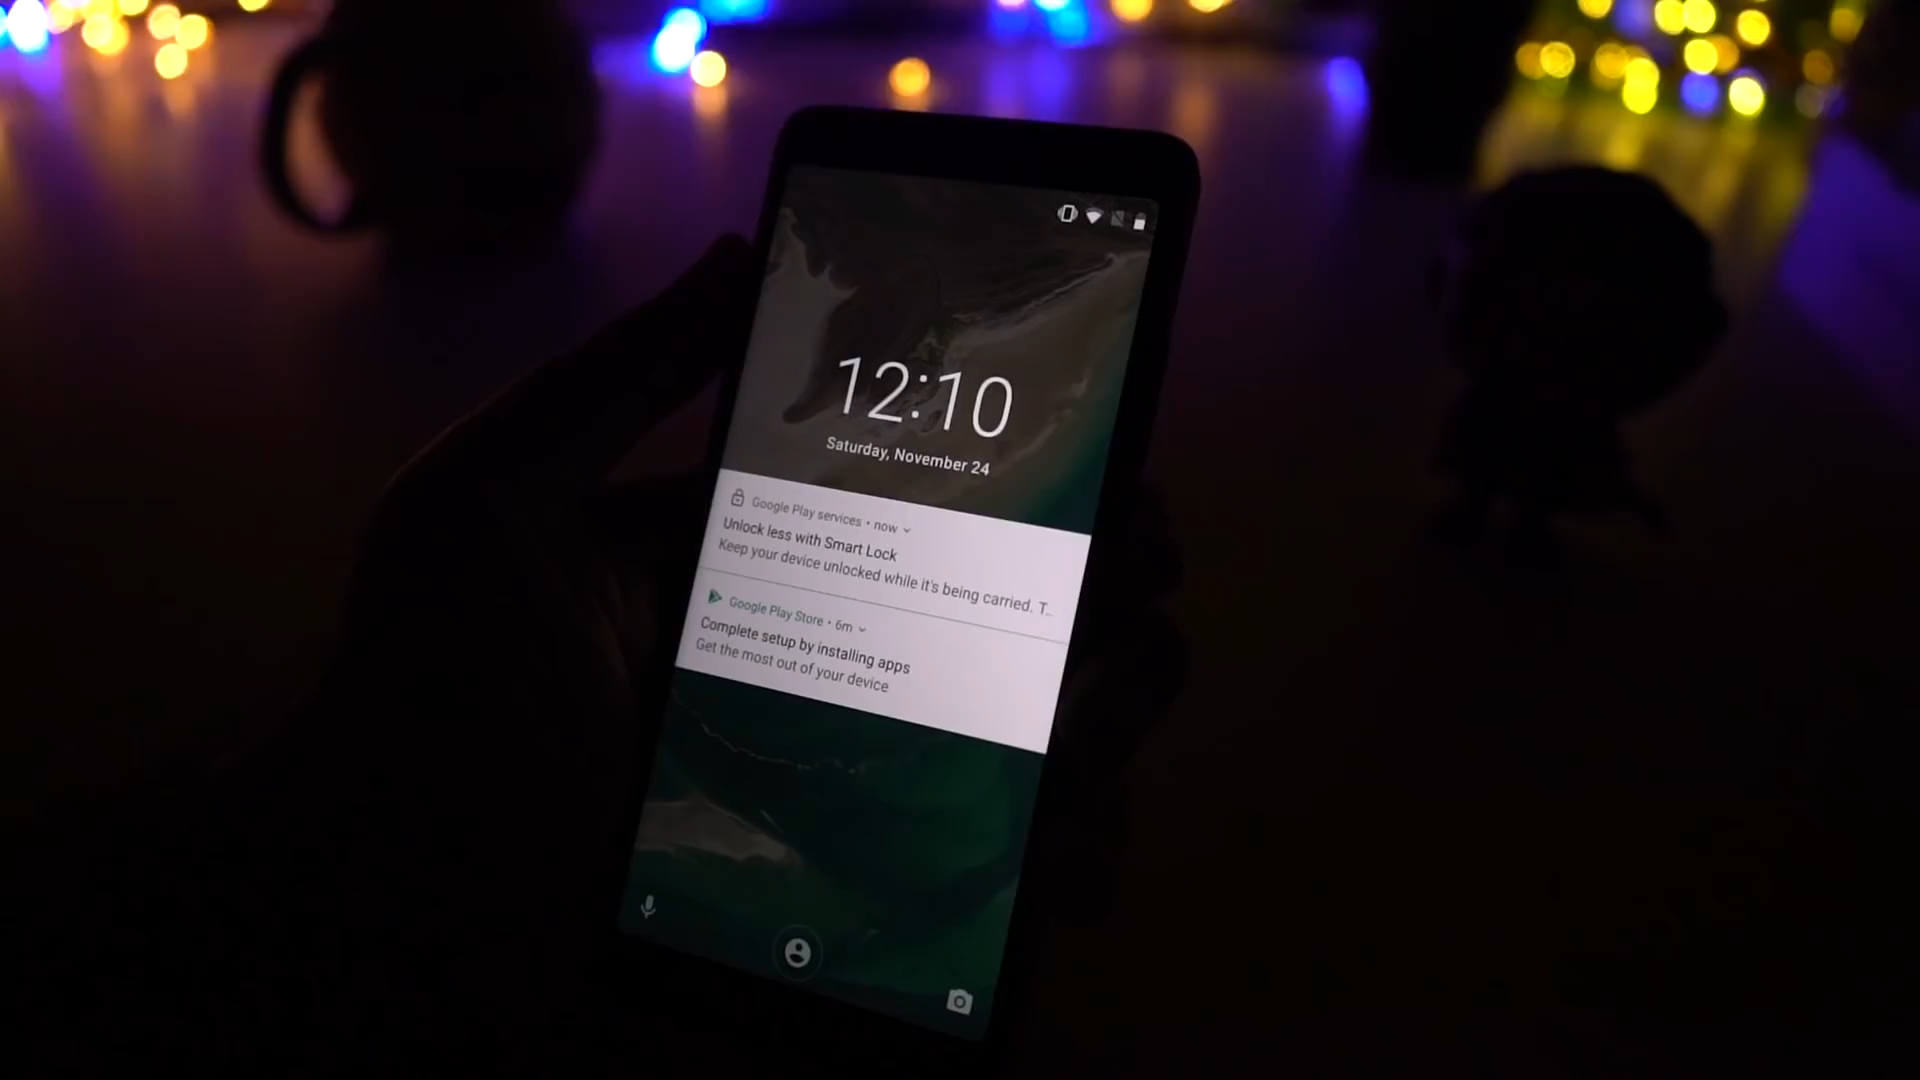 12:10
Saturday, November 24
Google Play services • now
Unlock less with Smart Lock
Keep your device unlocked while it's being carried. T...
Google Play Store • 6m
Complete setup by installing apps
Get the most out of your device